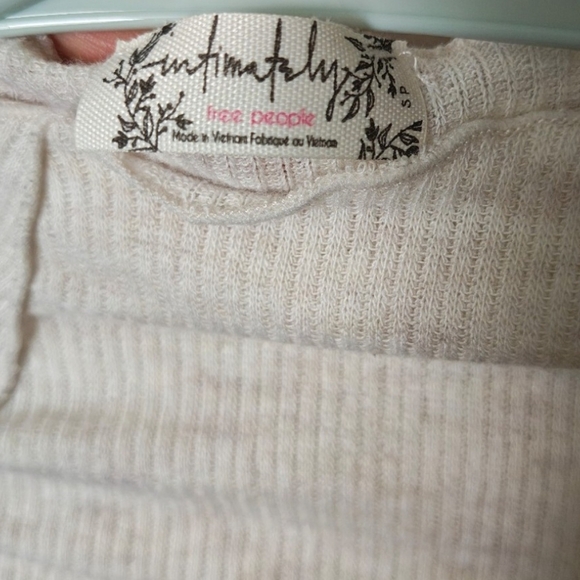 intimately
free people
Made in Vietnam Fabriqué au Vietnam
S P